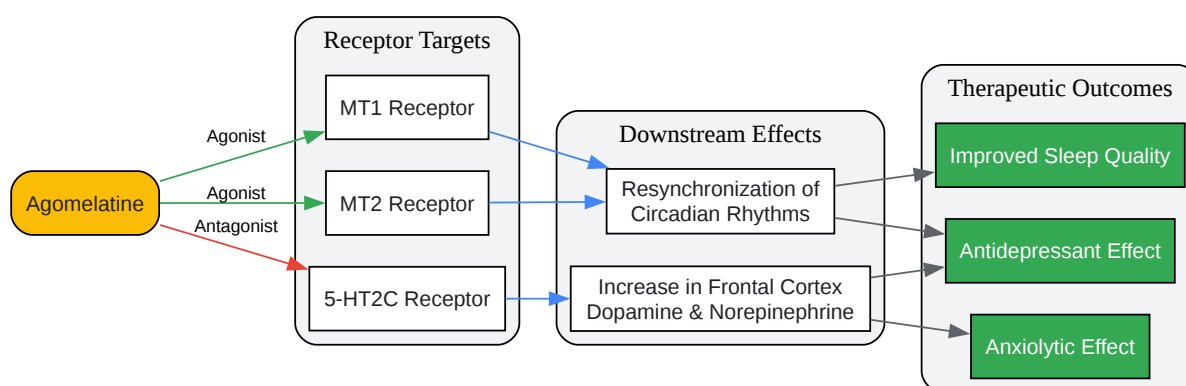 Receptor Targets
MT1 Receptor
Agonist
Downstream Effects
Therapeutic Outcomes
Improved Sleep Quality
Agomelatine
Agonist
MT2 Receptor
Resynchronization of
Circadian Rhythms
Antagonist
Antidepressant Effect
5-HT2C Receptor
Increase in Frontal Cortex
Dopamine & Norepinephrine
Anxiolytic Effect